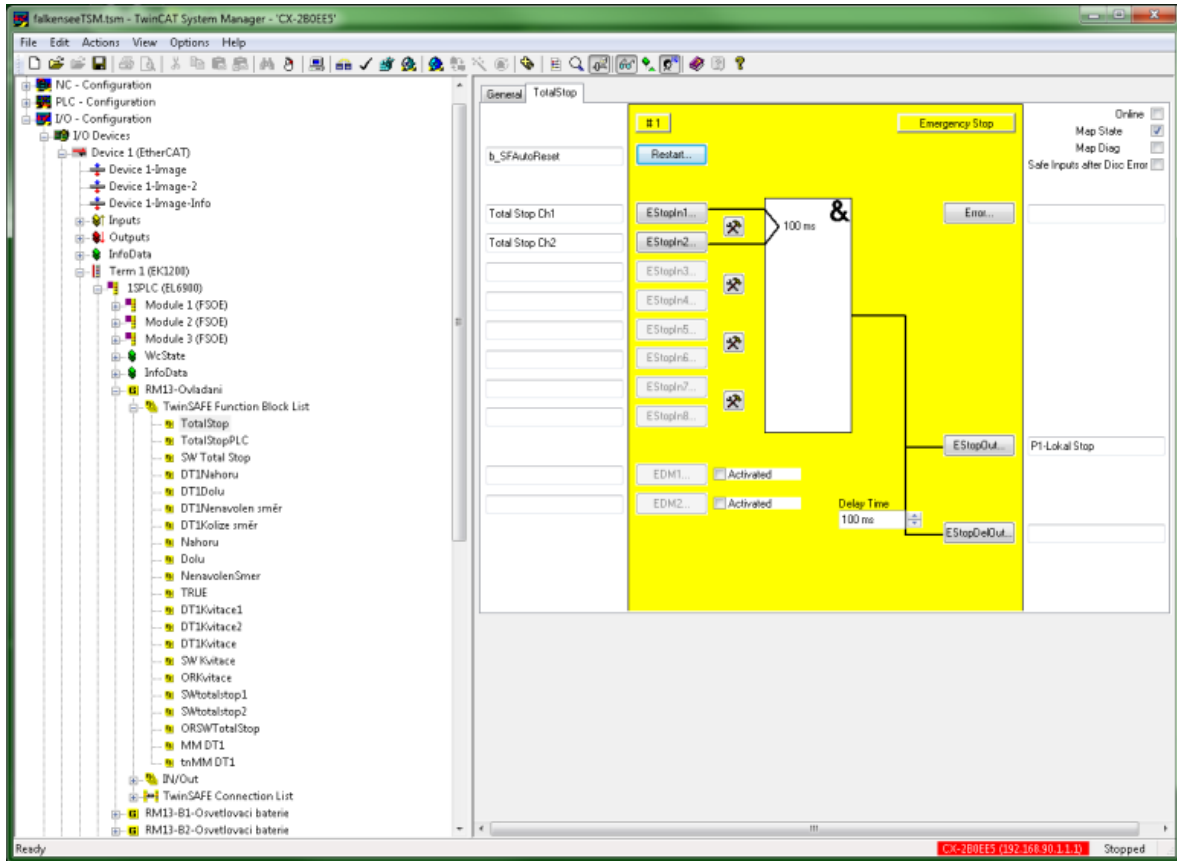 falkenseeTSM.tsm - TwinCAT System Manager - 'CX-2B0EE5'
File Edit Actions View Options Help
NC - Configuration
PLC - Configuration
I/O - Configuration
I/O Devices
Device 1 (EtherCAT)
Device 1-Image
Device 1-Image-2
Device 1-Image-Info
Inputs
Outputs
InfoData
Term 1 (EK1200)
1SPLC (EL6900)
Module 1 (FSOE)
Module 2 (FSOE)
Module 3 (FSOE)
WcState
InfoData
RM13-Ovladani
TwinSAFE Function Block List
TotalStop
TotalStopPLC
SW Total Stop
DT1Nahoru
DT1Dolu
DT1Nenavolen směr
DT1Kolize směr
Nahoru
Dolu
NenavolenSmer
TRUE
DT1Kvitace1
DT1Kvitace2
DT1Kvitace
SW Kvitace
ORKvitace
SWtotalstop1
SWtotalstop2
ORSWTotalStop
MM DT1
tnMM DT1
IN/Out
TwinSAFE Connection List
RM13-B1-Osvetlovaci baterie
RM13-B2-Osvetlovaci baterie
General TotalStop
# 1 Emergency Stop
Online
Map State
Map Diag
Safe Inputs after Disc Error
b_SFAutoReset Restart...
Total Stop Ch1 EStopIn1... 100 ms & Error...
Total Stop Ch2 EStopIn2...
EStopIn3...
EStopIn4...
EStopIn5...
EStopIn6...
EStopIn7...
EStopIn8...
EStopOut... P1-Lokal Stop
EDM1... Activated
EDM2... Activated
Delay Time
100 ms
EStopDelOut...
Ready CX-2B0EE5 (192.168.90.1.1.1) Stopped